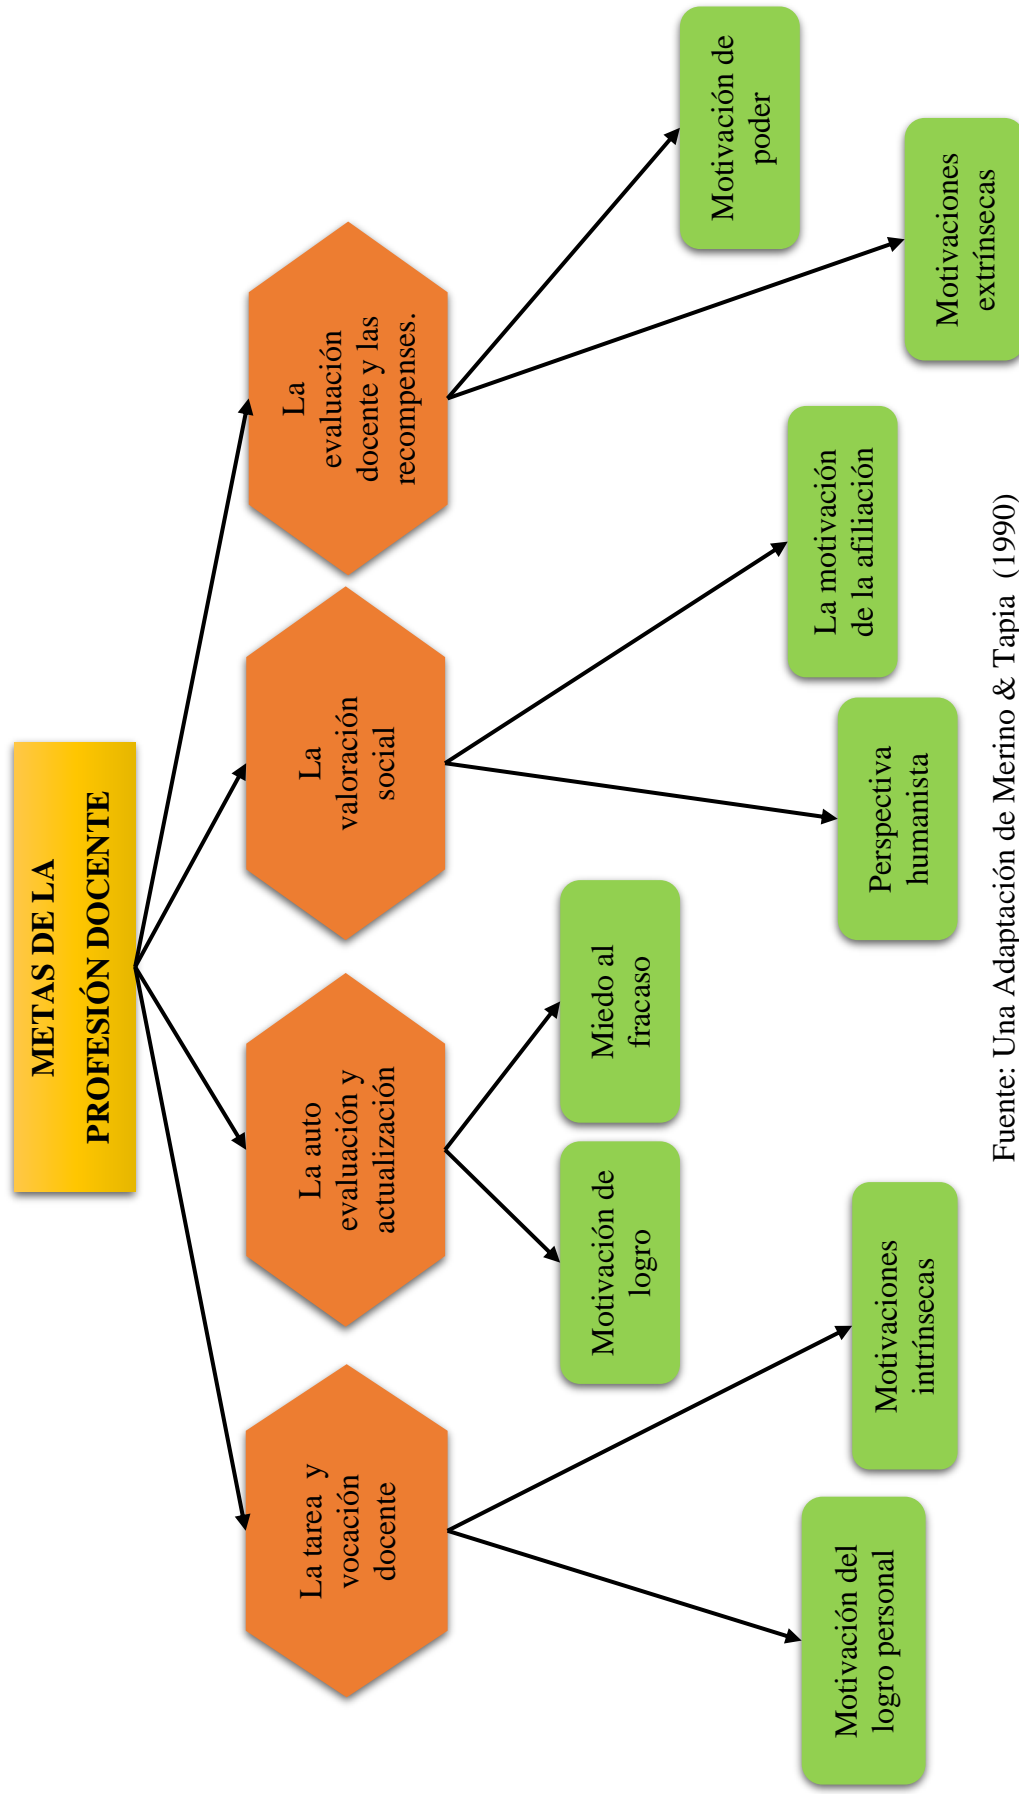 METAS DE LA
PROFESIÓN DOCENTE
La tarea y
vocación
docente
La auto
evaluación y
actualización
La
valoración
social
La
evaluación
docente y las
recompenses.
Motivación del
logro personal
Motivaciones
intrínsecas
Motivación de
logro
Miedo al
fracaso
Perspectiva
humanista
La motivación
de la afiliación
Motivaciones
extrínsecas
Motivación de
poder
Fuente: Una Adaptación de Merino & Tapia (1990)